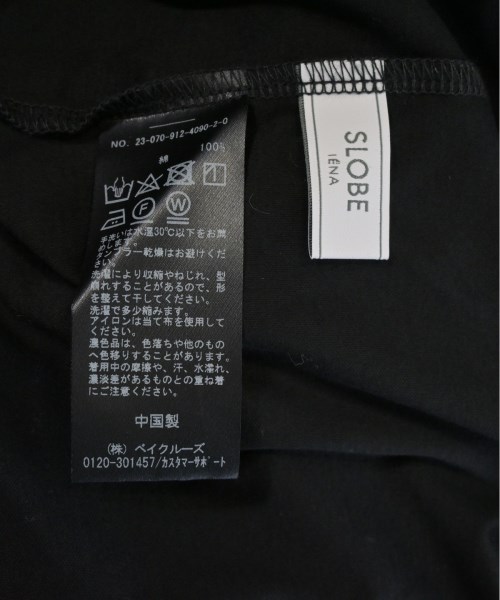 NO. 23-070-912-4090-2-0
綿
100%
F
W
手洗いは水温30℃以下をお薦
めします。
タンブラー乾燥はお避けくだ
さい。
洗濯により収縮やねじれ、型
崩れすることがあるので、形
を整えて干してください。
洗濯で多少縮みます。
アイロンは当て布を使用して
ください。
濃色品は、色落ちや他のもの
へ色移りすることがあります。
着用中の摩擦や、汗、水濡れ、
濃淡差があるものとの重ね着
にご注意ください。
中国製
(株) ベイクルーズ
0120-301457/カスタマーサポート
SLOBE
IÉNA